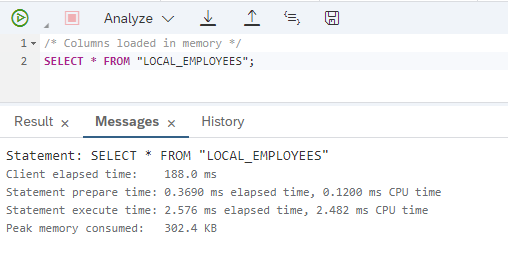 Analyze
1 /* Columns loaded in memory */
2 SELECT * FROM "LOCAL_EMPLOYEES";
Result Messages History
Statement: SELECT * FROM "LOCAL_EMPLOYEES"
Client elapsed time: 188.0 ms
Statement prepare time: 0.3690 ms elapsed time, 0.1200 ms CPU time
Statement execute time: 2.576 ms elapsed time, 2.482 ms CPU time
Peak memory consumed: 302.4 KB